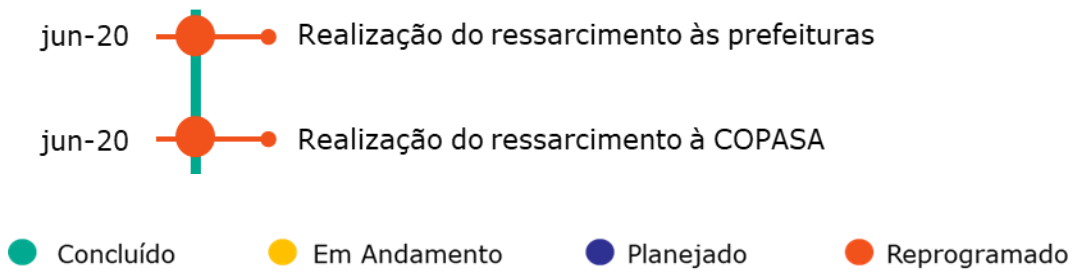 jun-20 Realização do ressarcimento às prefeituras
jun-20 Realização do ressarcimento à COPASA
Concluído Em Andamento Planejado Reprogramado